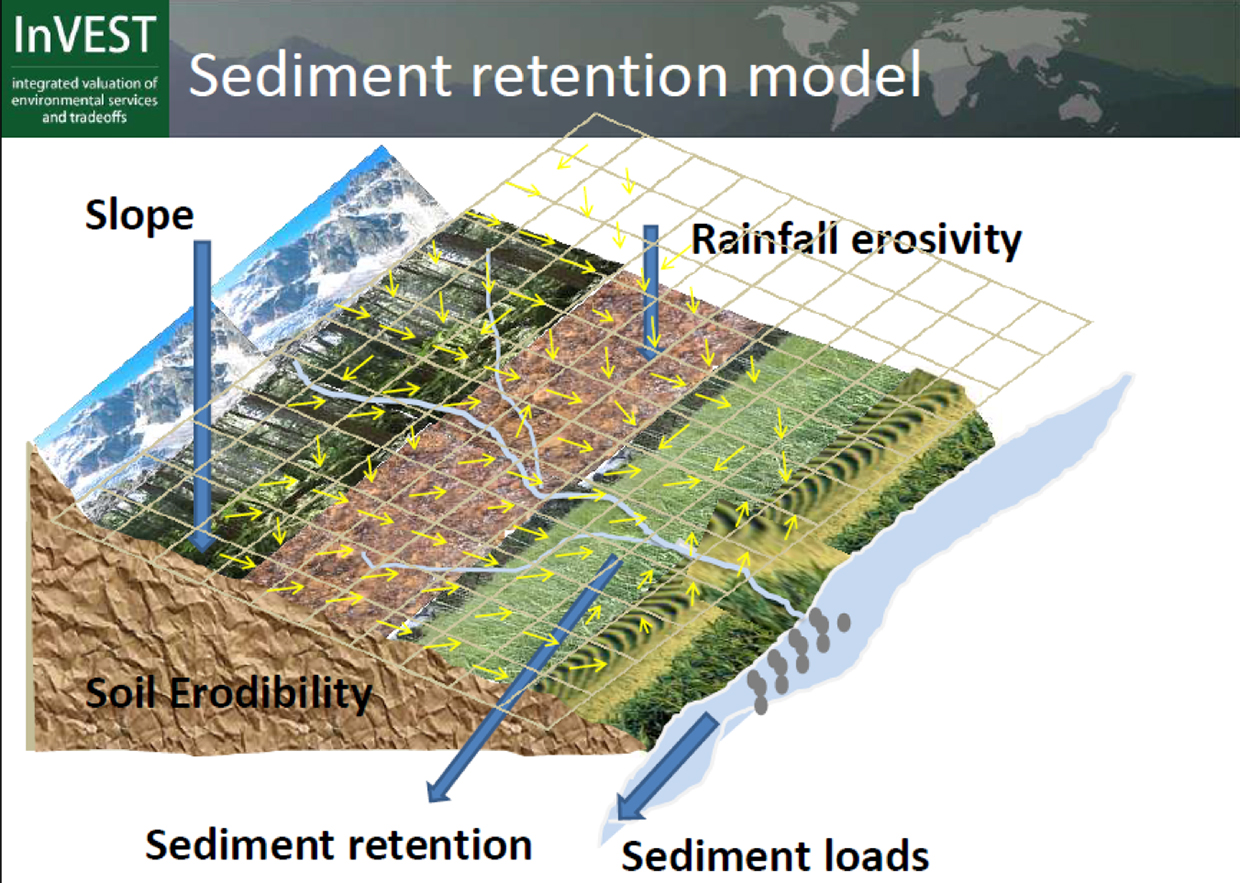 InVEST
integrated valuation of
environmental services
and tradeoffs
Sediment retention model
Slope
Rainfall erosivity
Soil Erodibility
Sediment retention
Sediment loads